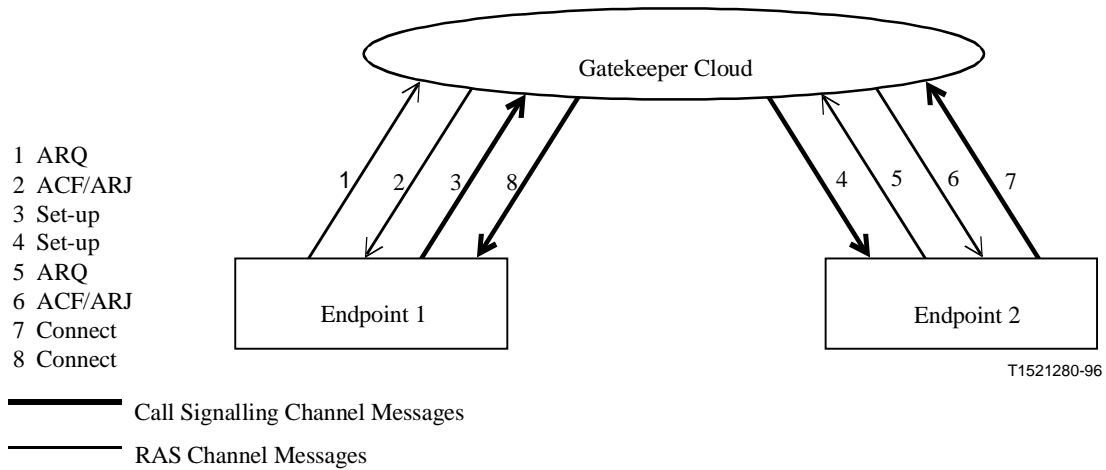 Gatekeeper Cloud
1 ARQ
2 ACF/ARJ
3 Set-up
4 Set-up
5 ARQ
6 ACF/ARJ
7 Connect
8 Connect
1 2 3 8 4 5 6 7
Endpoint 1
Endpoint 2
T1521280-96
Call Signalling Channel Messages
RAS Channel Messages